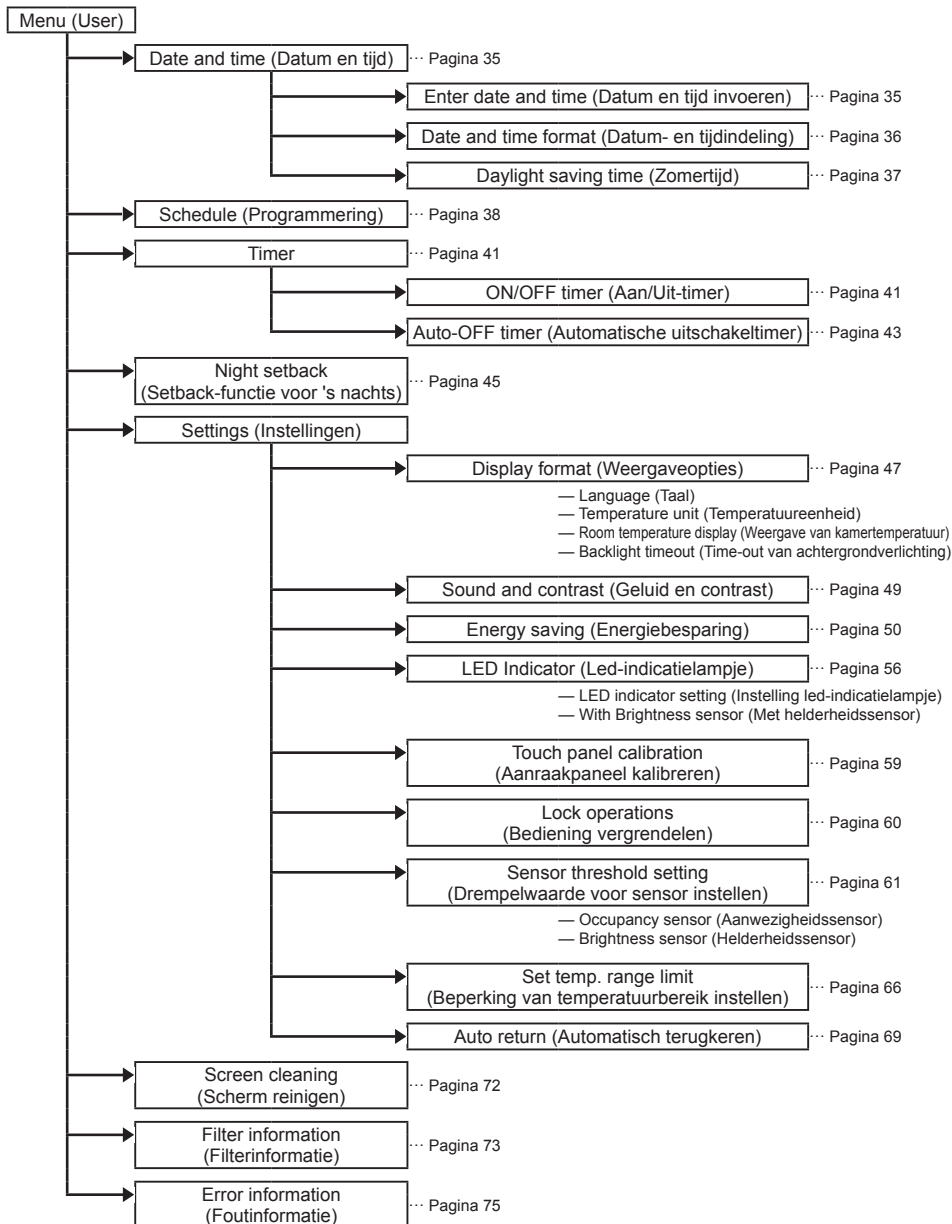 Menu (User)
Date and time (Datum en tijd) ··· Pagina 35
Enter date and time (Datum en tijd invoeren) ··· Pagina 35
Date and time format (Datum- en tijdindeling) ··· Pagina 36
Daylight saving time (Zomertijd) ··· Pagina 37
Schedule (Programmering) ··· Pagina 38
Timer ··· Pagina 41
ON/OFF timer (Aan/Uit-timer) ··· Pagina 41
Auto-OFF timer (Automatische uitschakeltimer) ··· Pagina 43
Night setback
(Setback-functie voor 's nachts) ··· Pagina 45
Settings (Instellingen)
Display format (Weergaveopties) ··· Pagina 47
— Language (Taal)
— Temperature unit (Temperatuureenheid)
— Room temperature display (Weergave van kamertemperatuur)
— Backlight timeout (Time-out van achtergrondverlichting)
Sound and contrast (Geluid en contrast) ··· Pagina 49
Energy saving (Energiebesparing) ··· Pagina 50
LED Indicator (Led-indicatielampje) ··· Pagina 56
— LED indicator setting (Instelling led-indicatielampje)
— With Brightness sensor (Met helderheidssensor)
Touch panel calibration
(Aanraakpaneel kalibreren) ··· Pagina 59
Lock operations
(Bediening vergrendelen) ··· Pagina 60
Sensor threshold setting
(Drempelwaarde voor sensor instellen) ··· Pagina 61
— Occupancy sensor (Aanwezigheidssensor)
— Brightness sensor (Helderheidssensor)
Set temp. range limit
(Beperking van temperatuurbereik instellen) ··· Pagina 66
Auto return (Automatisch terugkeren) ··· Pagina 69
Screen cleaning
(Scherm reinigen) ··· Pagina 72
Filter information
(Filterinformatie) ··· Pagina 73
Error information
(Foutinformatie) ··· Pagina 75